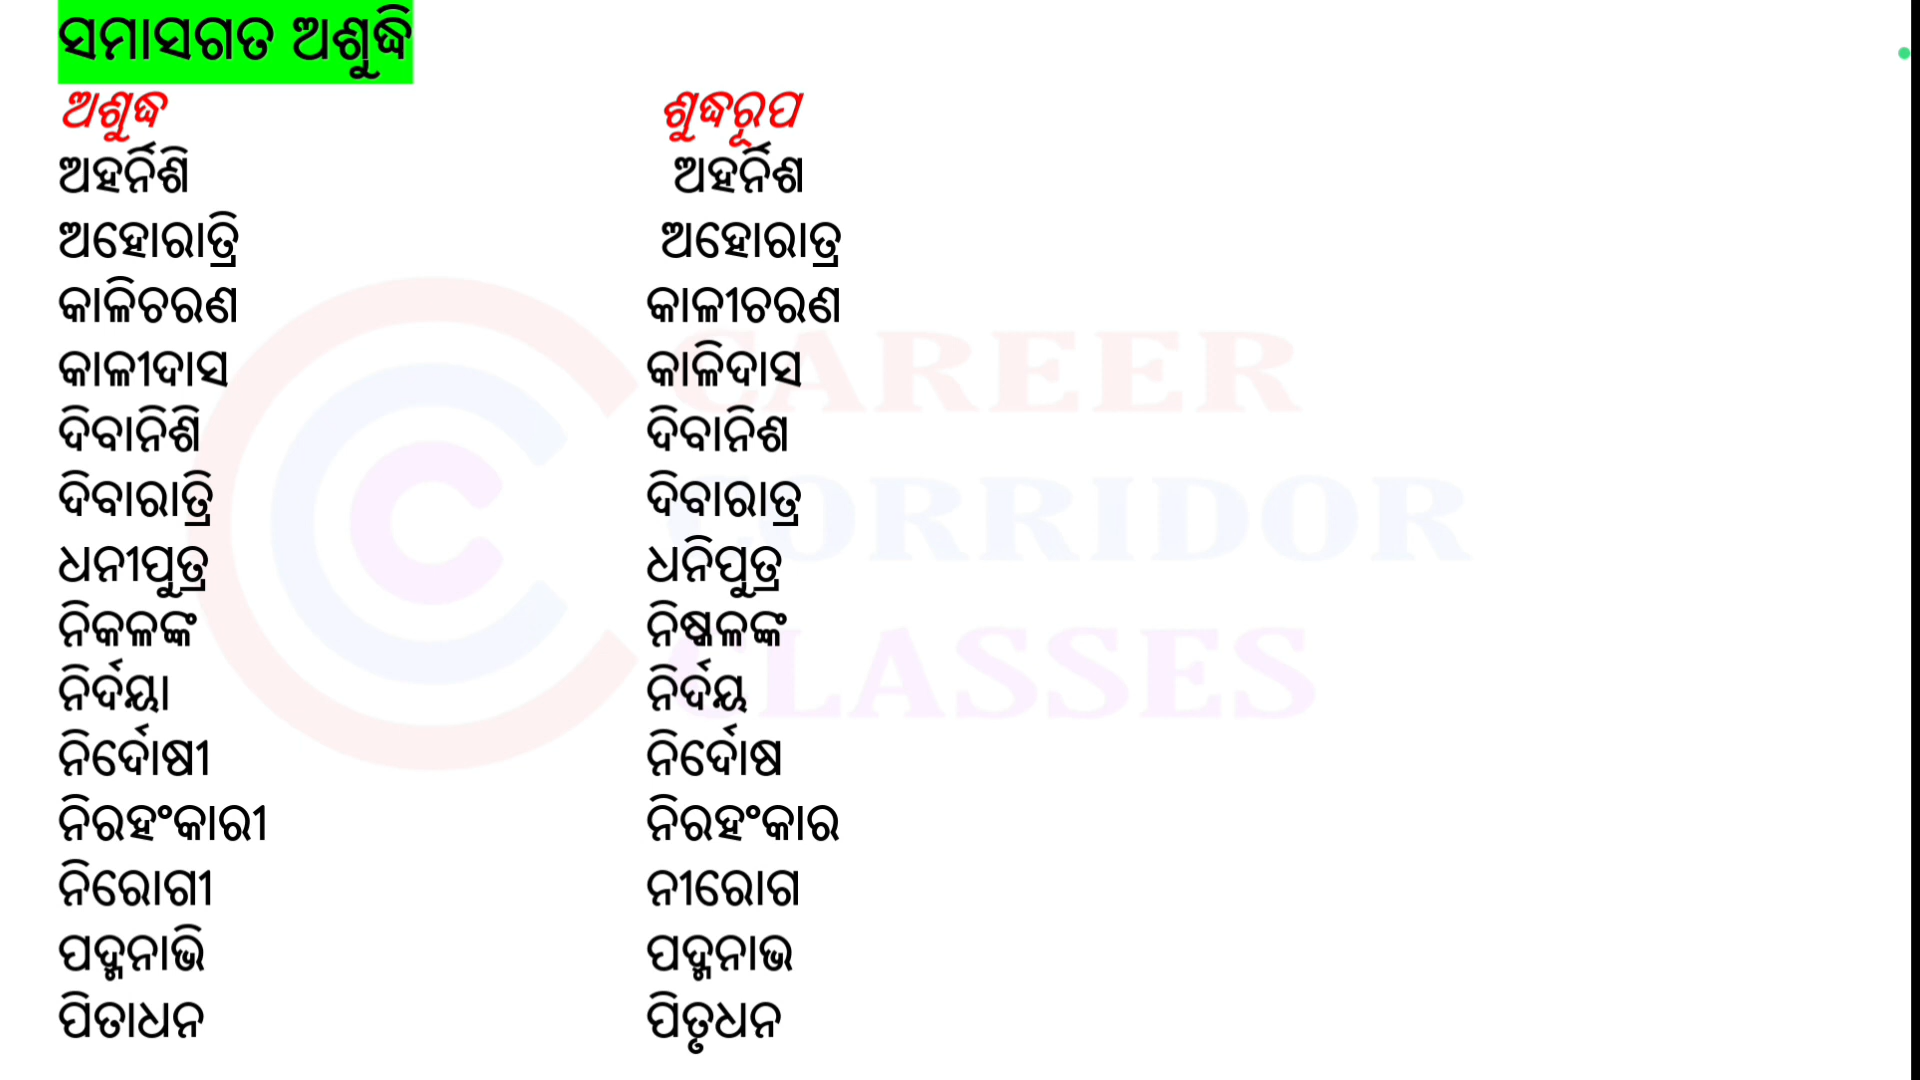 ସମାସଗତ ଅଶୁଦ୍ଧି
ଅଶୁଦ୍ଧ ଶୁଦ୍ଧରୂପ
ଅହର୍ନିଶି ଅହର୍ନିଶ
ଅହୋରାତ୍ରି ଅହୋରାତ୍ର
କାଳିଚରଣ କାଳୀଚରଣ
କାଳୀଦାସ କାଳିଦାସ
ଦିବାନିଶି ଦିବାନିଶ
ଦିବାରାତ୍ରି ଦିବାରାତ୍ର
ଧନୀପୁତ୍ର ଧନିପୁତ୍ର
ନିକଳଙ୍କ ନିଷ୍କଳଙ୍କ
ନିର୍ଦୟା ନିର୍ଦୟ
ନିର୍ଦୋଷୀ ନିର୍ଦୋଷ
ନିରହଂକାରୀ ନିରହଂକାର
ନିରୋଗୀ ନୀରୋଗ
ପଦ୍ମନାଭି ପଦ୍ମନାଭ
ପିତାଧନ ପିତୃଧନ
CAREER
CORRIDOR
CLASSES